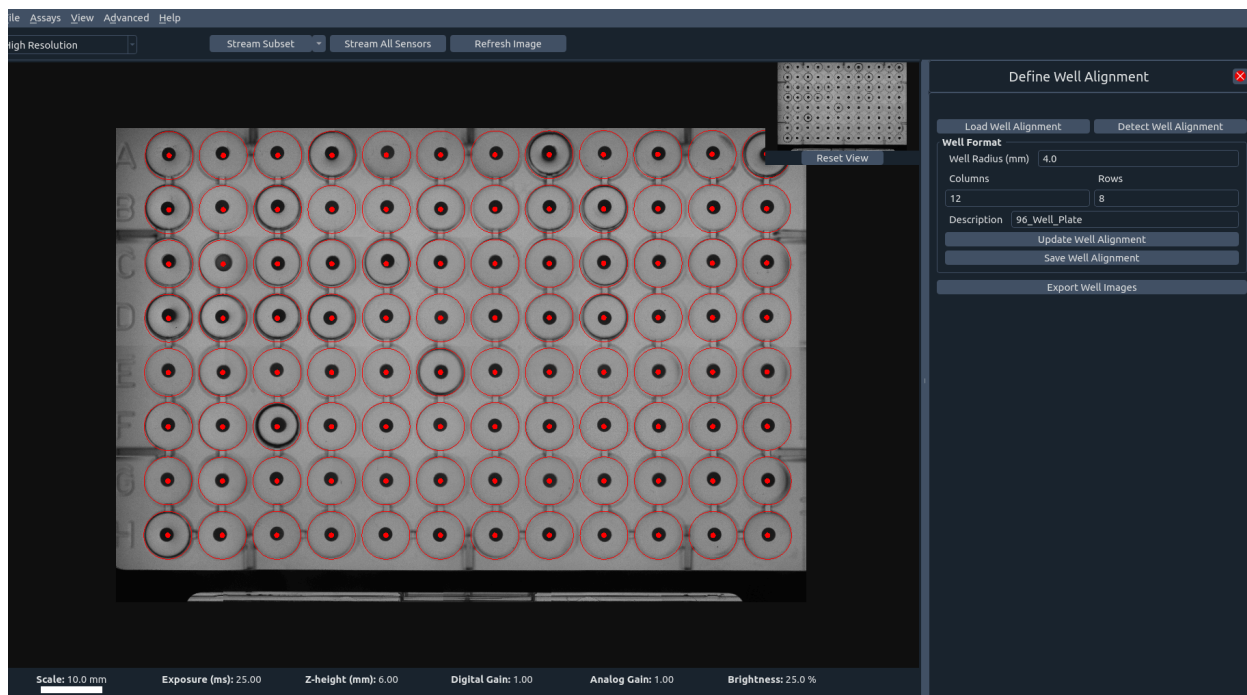 ile Assays View Advanced Help
High Resolution
Stream Subset Stream All Sensors Refresh Image
Define Well Alignment
Load Well Alignment Detect Well Alignment
Well Format
Well Radius (mm) 4.0
Columns Rows
12 8
Description 96_Well_Plate
Update Well Alignment
Save Well Alignment
Export Well Images
Reset View
A
B
C
D
E
F
G
H
Scale: 10.0 mm Exposure (ms): 25.00 Z-height (mm): 6.00 Digital Gain: 1.00 Analog Gain: 1.00 Brightness: 25.0 %